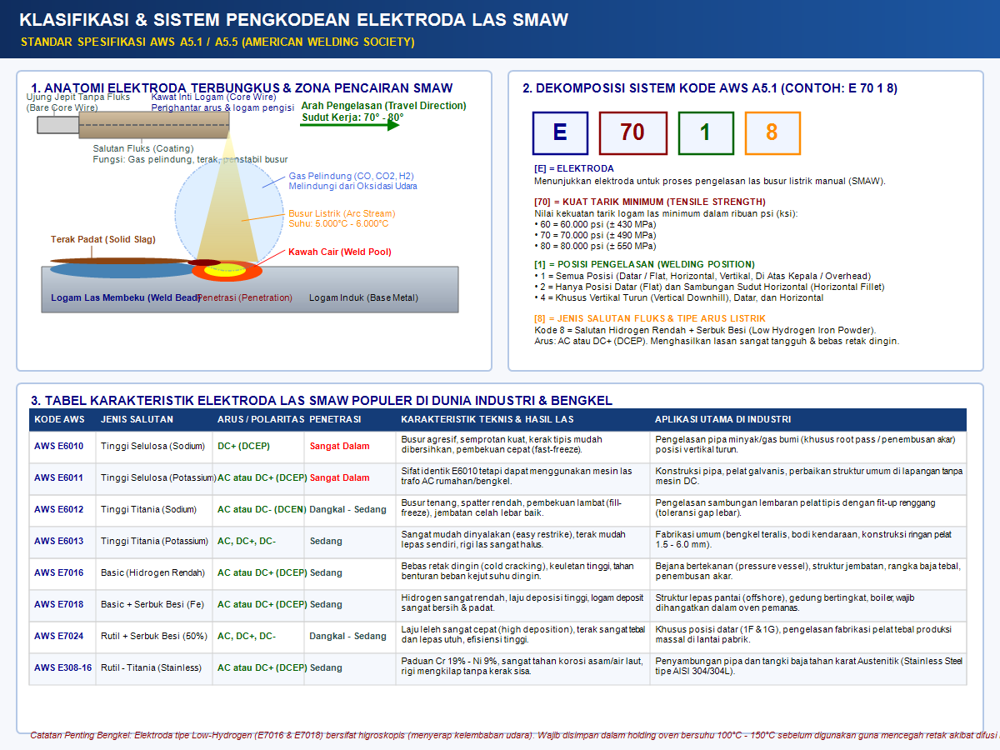 KLASIFIKASI & SISTEM PENGKODEAN ELEKTRODA LAS SMAW
STANDAR SPESIFIKASI AWS A5.1 / A5.5 (AMERICAN WELDING SOCIETY)
1. ANATOMI ELEKTRODA TERBUNGKUS & ZONA PENCAIRAN SMAW
Ujung Jepit Tanpa Fluks
(Bare Core Wire)
Kawat Inti Logam (Core Wire)
Penghantar arus & logam pengisi
Arah Pengelasan (Travel Direction)
Sudut Kerja: 70° - 80°
Salutan Fluks (Coating)
Fungsi: Gas pelindung, terak, penstabil busur
Gas Pelindung (CO, CO2, H2)
Melindungi dari Oksidasi Udara
Busur Listrik (Arc Stream)
Suhu: 5.000°C - 6.000°C
Terak Padat (Solid Slag)
Kawah Cair (Weld Pool)
Logam Las Membeku (Weld Bead)
Penetrasi (Penetration)
Logam Induk (Base Metal)
2. DEKOMPOSISI SISTEM KODE AWS A5.1 (CONTOH: E 70 1 8)
E 70 1 8
[E] = ELEKTRODA
Menunjukkan elektroda untuk proses pengelasan las busur listrik manual (SMAW).
[70] = KUAT TARIK MINIMUM (TENSILE STRENGTH)
Nilai kekuatan tarik logam las minimum dalam ribuan psi (ksi):
• 60 = 60.000 psi (± 430 MPa)
• 70 = 70.000 psi (± 490 MPa)
• 80 = 80.000 psi (± 550 MPa)
[1] = POSISI PENGELASAN (WELDING POSITION)
• 1 = Semua Posisi (Datar / Flat, Horizontal, Vertikal, Di Atas Kepala / Overhead)
• 2 = Hanya Posisi Datar (Flat) dan Sambungan Sudut Horizontal (Horizontal Fillet)
• 4 = Khusus Vertikal Turun (Vertical Downhill), Datar, dan Horizontal
[8] = JENIS SALUTAN FLUKS & TIPE ARUS LISTRIK
Kode 8 = Salutan Hidrogen Rendah + Serbuk Besi (Low Hydrogen Iron Powder).
Arus: AC atau DC+ (DCEP). Menghasilkan lasan sangat tangguh & bebas retak dingin.
3. TABEL KARAKTERISTIK ELEKTRODA LAS SMAW POPULER DI DUNIA INDUSTRI & BENGKEL
KODE AWS JENIS SALUTAN ARUS / POLARITAS PENETRASI KARAKTERISTIK TEKNIS & HASIL LAS APLIKASI UTAMA DI INDUSTRI
AWS E6010 Tinggi Selulosa (Sodium) DC+ (DCEP) Sangat Dalam
Busur agresif, semprotan kuat, kerak tipis mudah
dibersihkan, pembekuan cepat (fast-freeze).
Pengelasan pipa minyak/gas bumi (khusus root pass / penembusan akar)
posisi vertikal turun.
AWS E6011 Tinggi Selulosa (Potassium) AC atau DC+ (DCEP) Sangat Dalam
Sifat identik E6010 tetapi dapat menggunakan mesin las
trafo AC rumahan/bengkel.
Konstruksi pipa, pelat galvanis, perbaikan struktur umum di lapangan tanpa
mesin DC.
AWS E6012 Tinggi Titania (Sodium) AC atau DC- (DCEN) Dangkal - Sedang
Busur tenang, spatter rendah, pembekuan lambat (fill-
freeze), jembatan celah lebar baik.
Pengelasan sambungan lembaran pelat tipis dengan fit-up renggang
(toleransi gap lebar).
AWS E6013 Tinggi Titania (Potassium) AC, DC+, DC- Sedang
Sangat mudah dinyalakan (easy restrike), terak mudah
lepas sendiri, rigi las sangat halus.
Fabrikasi umum (bengkel teralis, bodi kendaraan, konstruksi ringan pelat
1.5 - 6.0 mm).
AWS E7016 Basic (Hidrogen Rendah) AC atau DC+ (DCEP) Sedang
Bebas retak dingin (cold cracking), keuletan tinggi, tahan
benturan beban kejut suhu dingin.
Bejana bertekanan (pressure vessel), struktur jembatan, rangka baja tebal,
penembusan akar.
AWS E7018 Basic + Serbuk Besi (Fe) AC atau DC+ (DCEP) Sedang
Hidrogen sangat rendah, laju deposisi tinggi, logam deposit
sangat bersih & padat.
Struktur lepas pantai (offshore), gedung bertingkat, boiler, wajib
dihangatkan dalam oven pemanas.
AWS E7024 Rutil + Serbuk Besi (50%) AC, DC+, DC- Dangkal - Sedang
Laju leleh sangat cepat (high deposition), terak sangat tebal
dan lepas utuh, efisiensi tinggi.
Khusus posisi datar (1F & 1G), pengelasan fabrikasi pelat tebal produksi
massal di lantai pabrik.
AWS E308-16 Rutil - Titania (Stainless) AC atau DC+ (DCEP) Sedang
Paduan Cr 19% - Ni 9%, sangat tahan korosi asam/air laut,
rigi mengkilap tanpa kerak sisa.
Penyambungan pipa dan tangki baja tahan karat Austenitik (Stainless Steel
tipe AISI 304/304L).
Catatan Penting Bengkel: Elektroda tipe Low-Hydrogen (E7016 & E7018) bersifat higroskopis (menyerap kelembaban udara). Wajib disimpan dalam holding oven bersuhu 100°C - 150°C sebelum digunakan guna mencegah retak akibat difusi